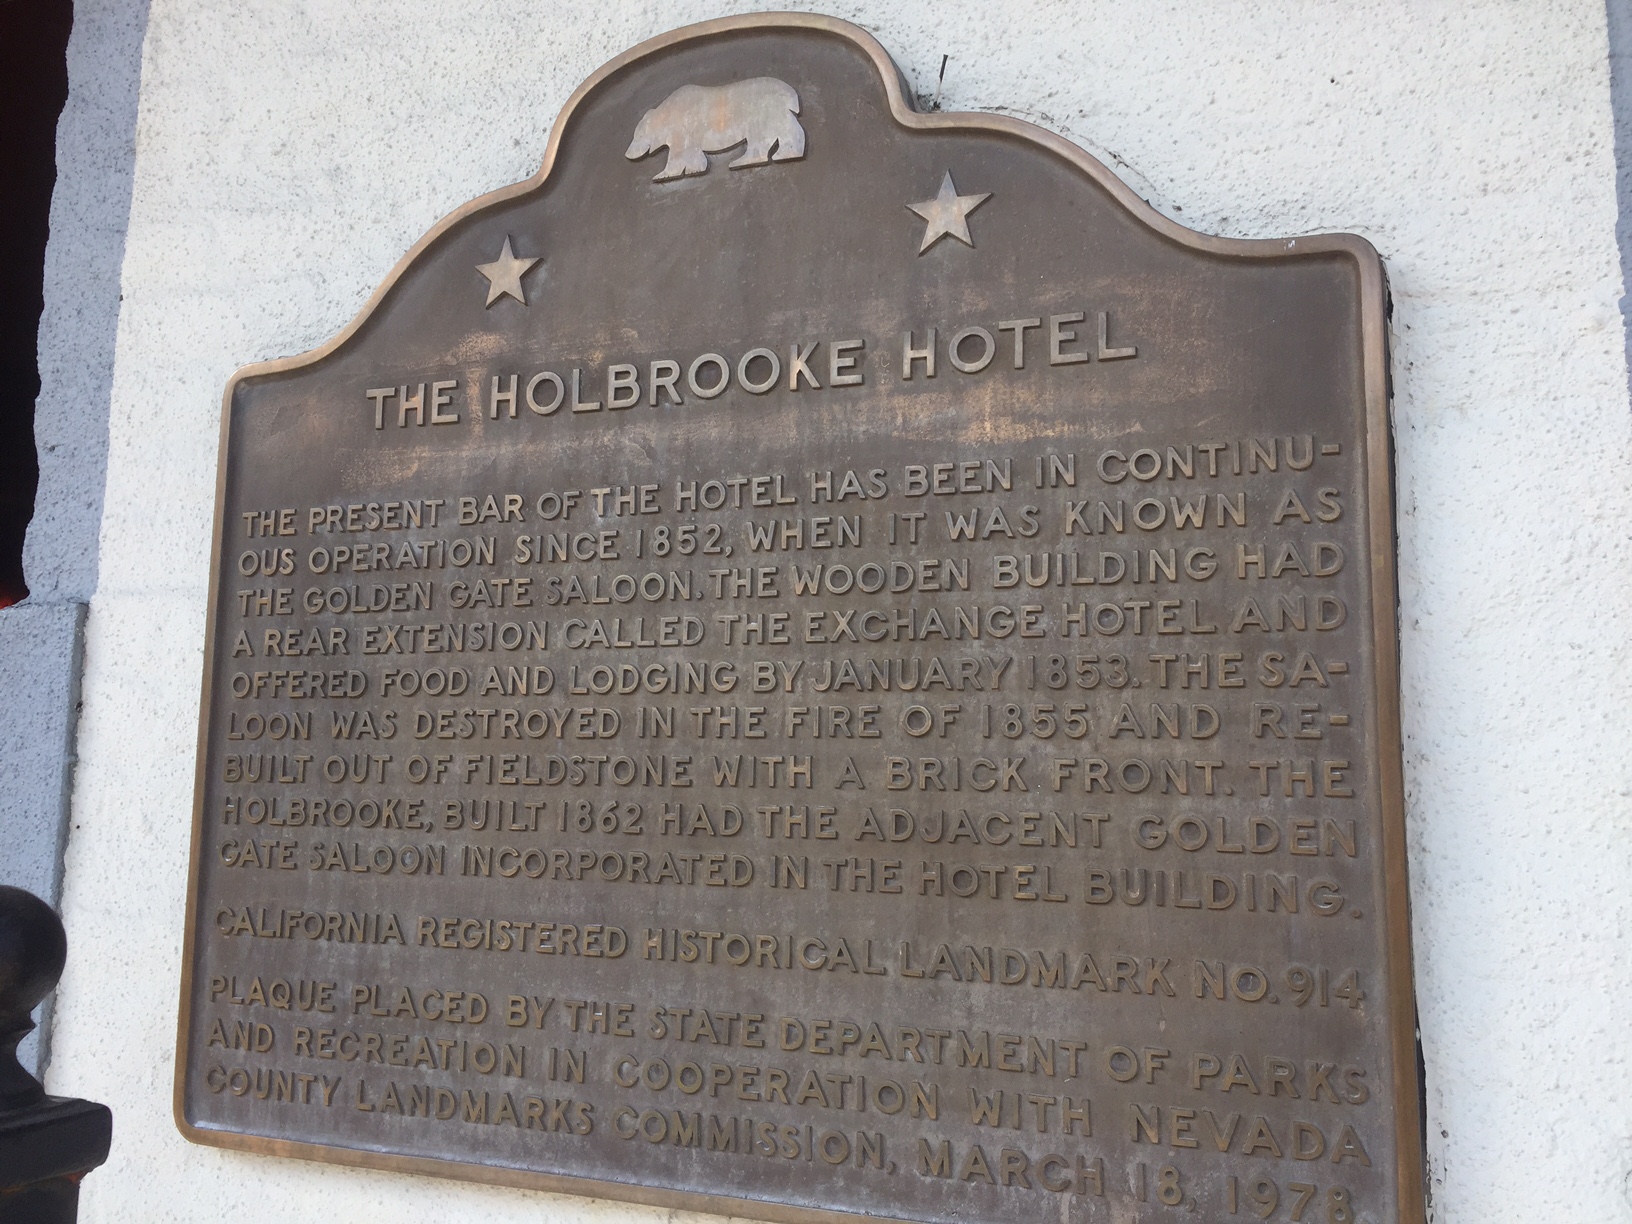 THE HOLBROOKE HOTEL
THE PRESENT BAR OF THE HOTEL HAS BEEN IN CONTINU-
OUS OPERATION SINCE 1852, WHEN IT WAS KNOWN AS
THE GOLDEN GATE SALOON. THE WOODEN BUILDING HAD
A REAR EXTENSION CALLED THE EXCHANGE HOTEL AND
OFFERED FOOD AND LODGING BY JANUARY 1853. THE SA-
LOON WAS DESTROYED IN THE FIRE OF 1855 AND RE-
BUILT OUT OF FIELDSTONE WITH A BRICK FRONT. THE
HOLBROOKE, BUILT 1862 HAD THE ADJACENT GOLDEN
GATE SALOON INCORPORATED IN THE HOTEL BUILDING.
CALIFORNIA REGISTERED HISTORICAL LANDMARK NO. 914
PLAQUE PLACED BY THE STATE DEPARTMENT OF PARKS
AND RECREATION IN COOPERATION WITH NEVADA
COUNTY LANDMARKS COMMISSION, MARCH 18, 1978